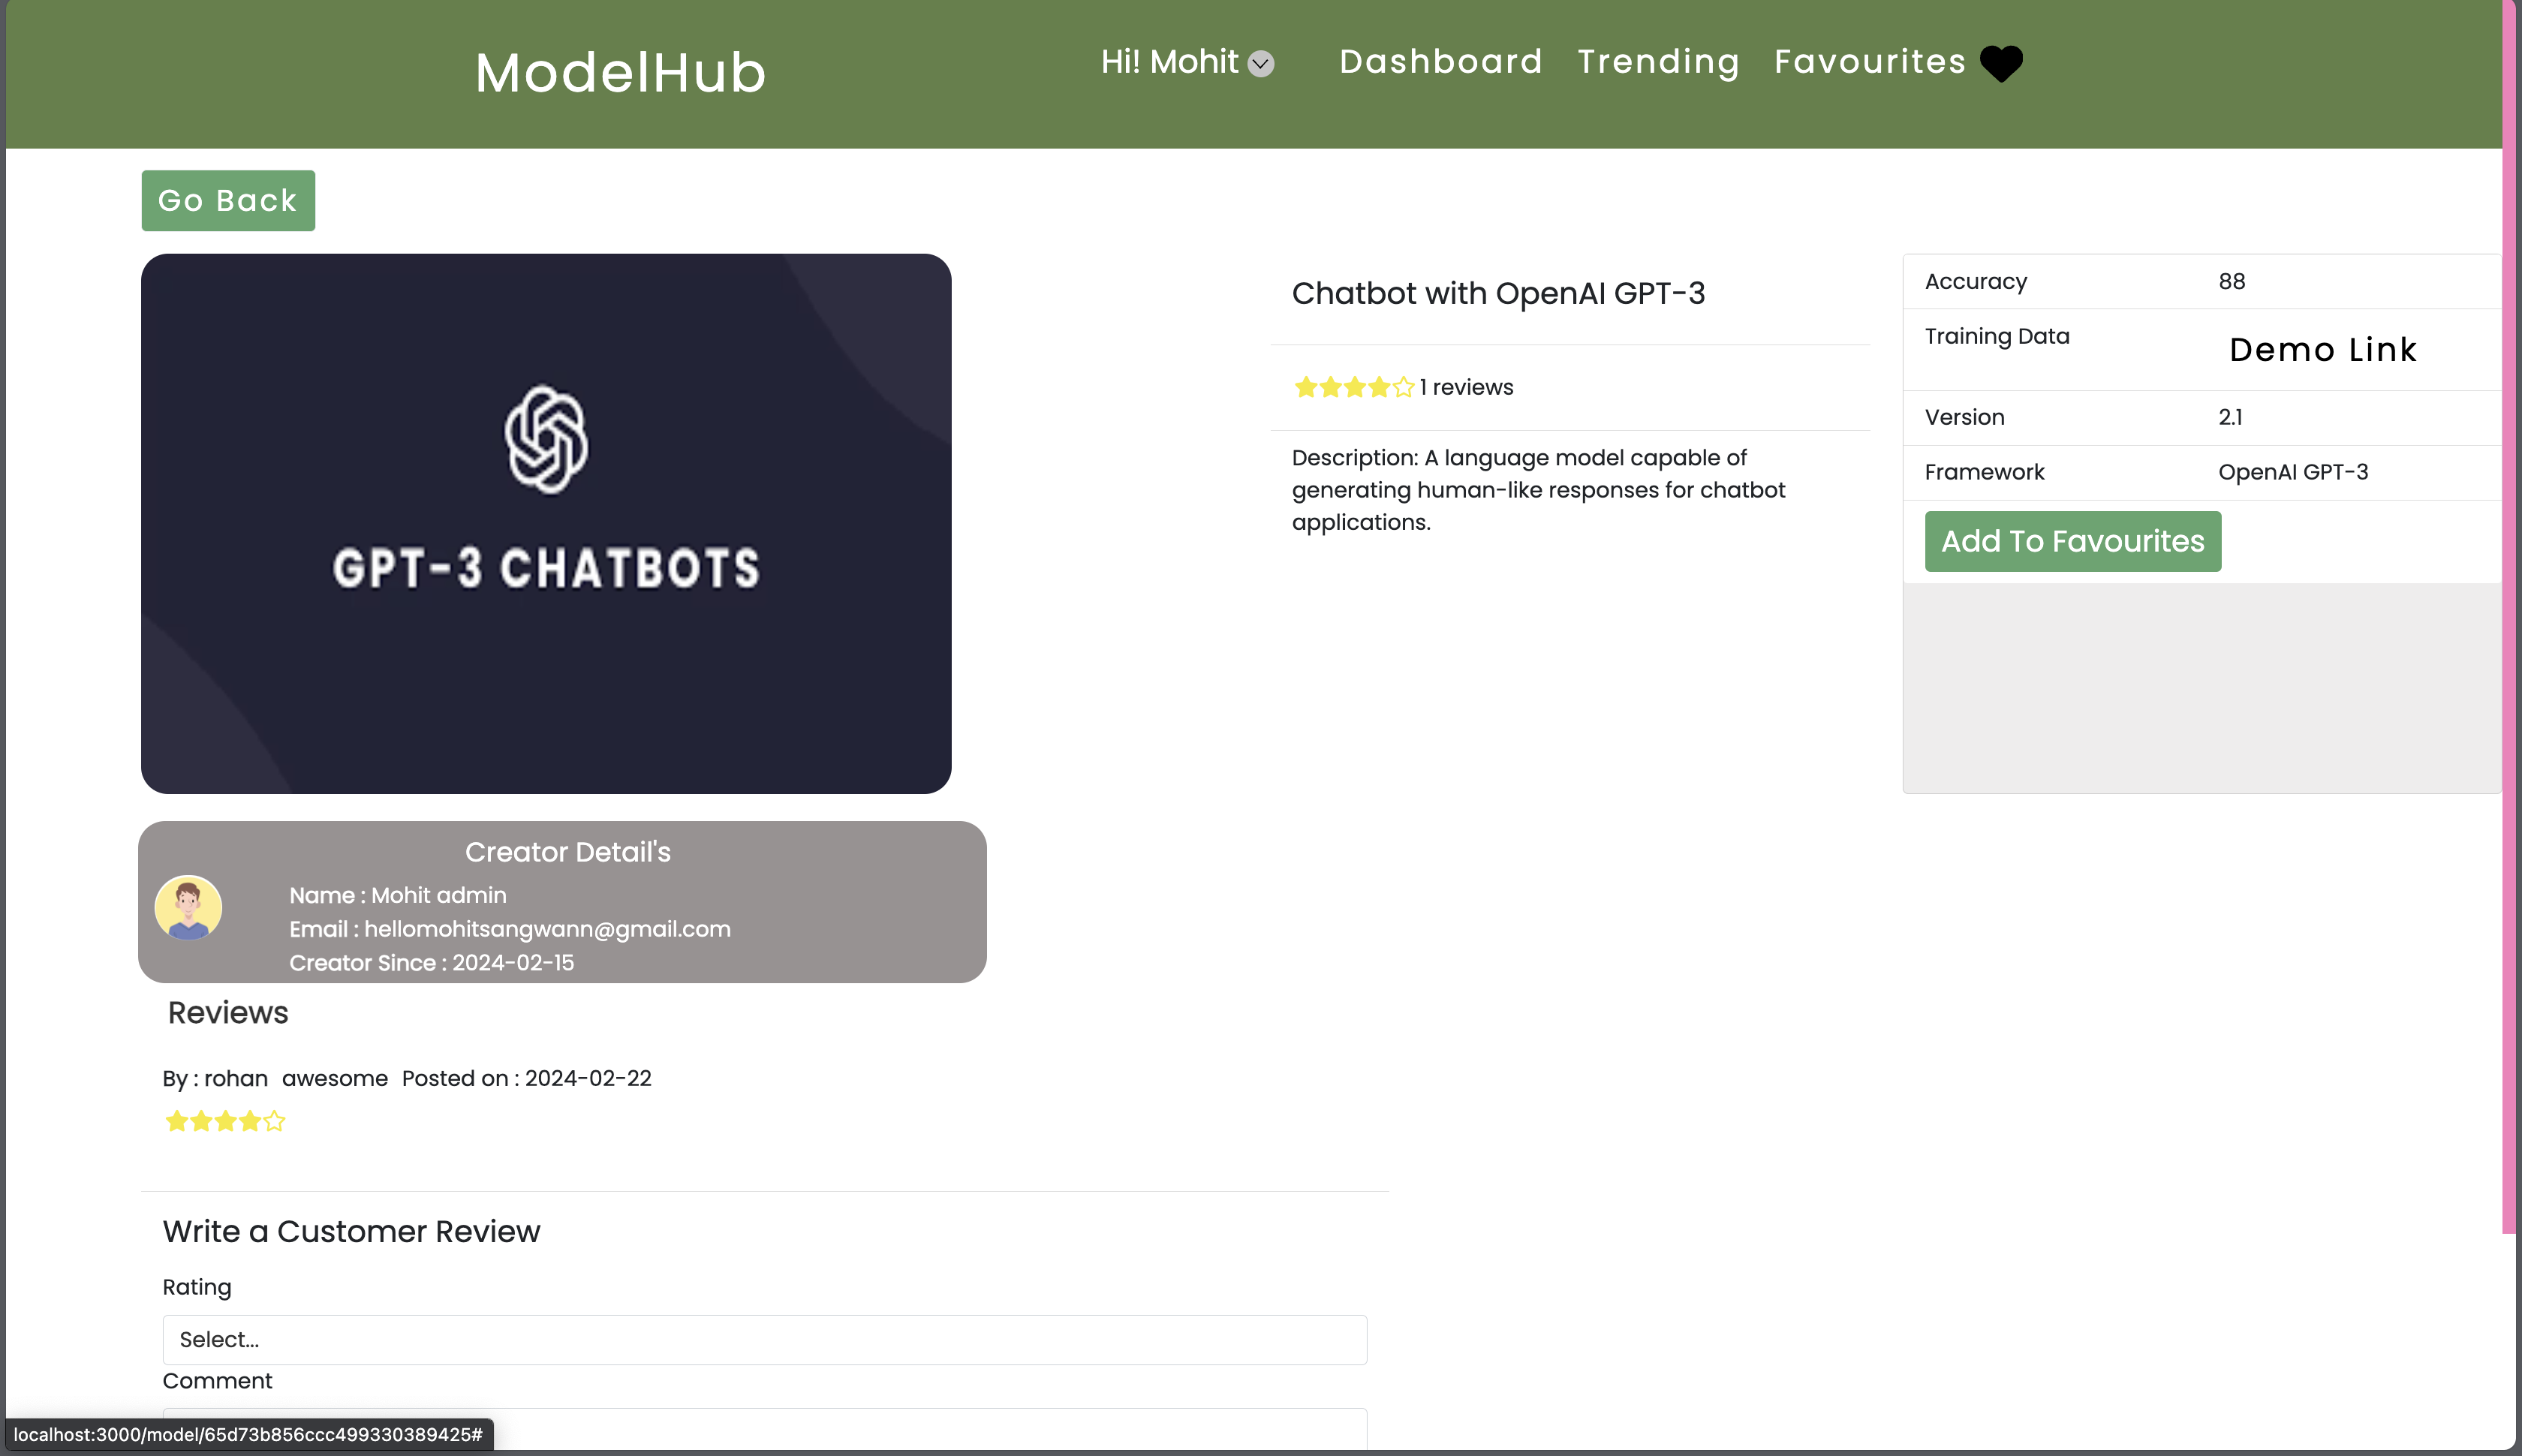 ModelHub
Hi! Mohit
Dashboard
Trending
Favourites
Go Back
GPT-3 CHATBOTS
Chatbot with OpenAI GPT-3
1 reviews
Description: A language model capable of
generating human-like responses for chatbot
applications.
Accuracy 88
Training Data Demo Link
Version 2.1
Framework OpenAI GPT-3
Add To Favourites
Creator Detail's
Name : Mohit admin
Email : hellomohitsangwann@gmail.com
Creator Since : 2024-02-15
Reviews
By : rohan awesome Posted on : 2024-02-22
Write a Customer Review
Rating
Select...
Comment
localhost:3000/model/65d73b856ccc499330389425#